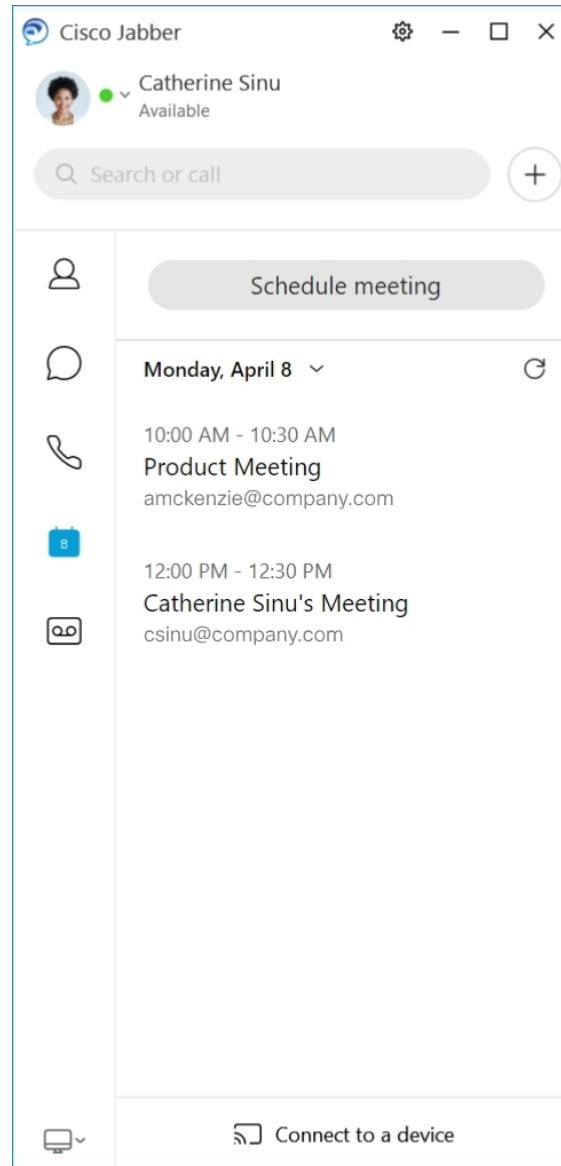 Cisco Jabber
Catherine Sinu
Available
Search or call
Schedule meeting
Monday, April 8
10:00 AM - 10:30 AM
Product Meeting
amckenzie@company.com
8
12:00 PM - 12:30 PM
Catherine Sinu's Meeting
csinu@company.com
Connect to a device